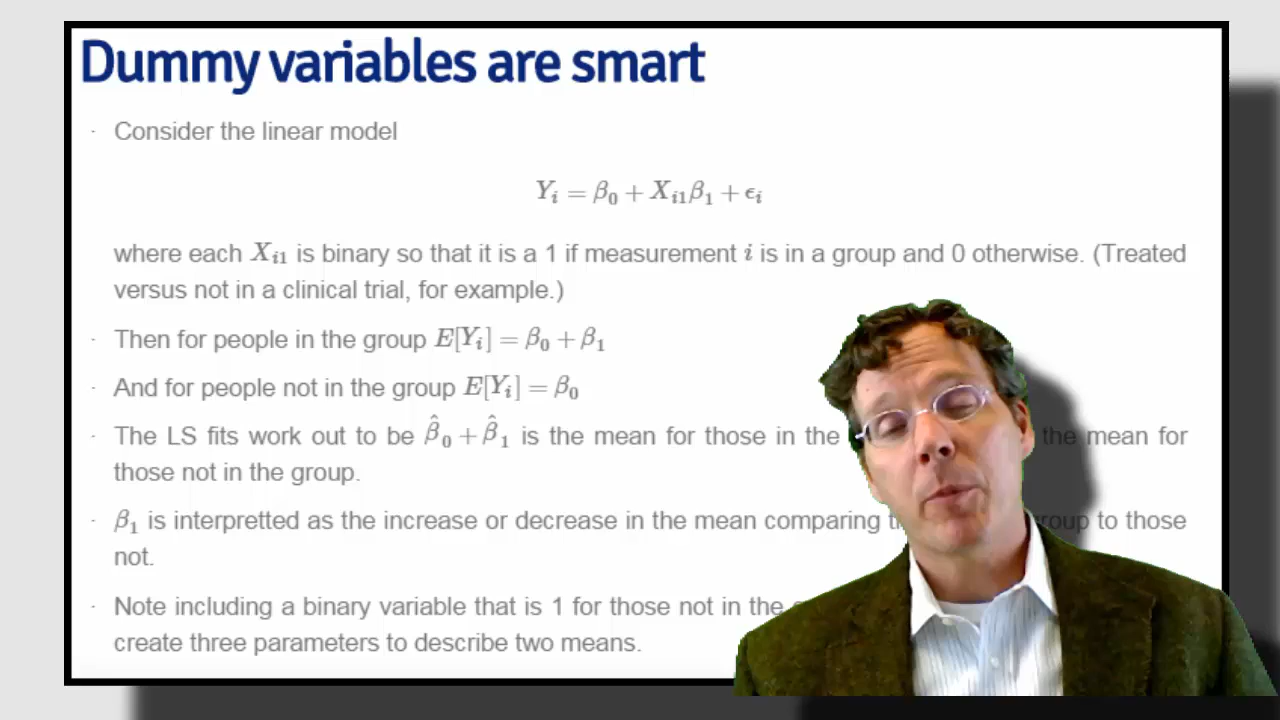 Dummy variables are smart
· Consider the linear model
Yᵢ = β₀ + Xᵢ₁β₁ + ϵᵢ
where each Xᵢ₁ is binary so that it is a 1 if measurement i is in a group and 0 otherwise. (Treated
versus not in a clinical trial, for example.)
· Then for people in the group E[Yᵢ] = β₀ + β₁
· And for people not in the group E[Yᵢ] = β₀
· The LS fits work out to be β̂₀ + β̂₁ is the mean for those in the the mean for
those not in the group.
· β₁ is interpretted as the increase or decrease in the mean comparing group to those
not.
· Note including a binary variable that is 1 for those not in the
create three parameters to describe two means.